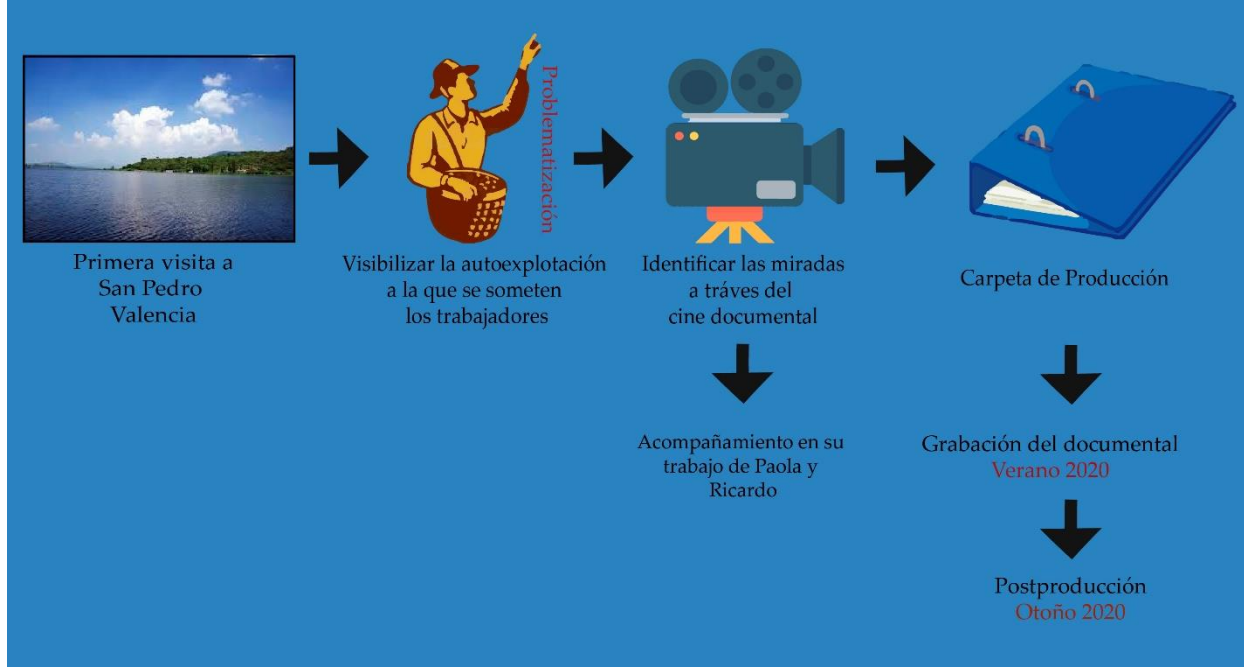 Primera visita a
San Pedro
Valencia
Problematización
Visibilizar la autoexplotación
a la que se someten
los trabajadores
Identificar las miradas
a tráves del
cine documental
Carpeta de Producción
Acompañamiento en su
trabajo de Paola y
Ricardo
Grabación del documental
Verano 2020
Postproducción
Otoño 2020